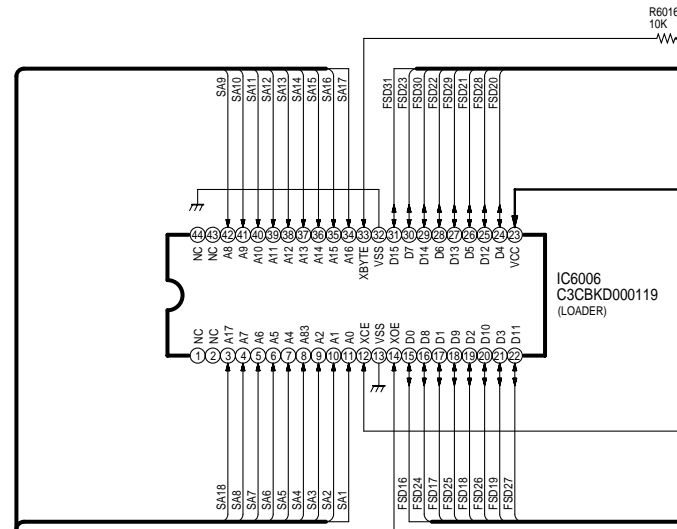 R6016
10K
SA9
SA10
SA11
SA12
SA13
SA14
SA15
SA16
SA17
FSD31
FSD23
FSD30
FSD22
FSD29
FSD21
FSD28
FSD20
44 43 42 41 40 39 38 37 36 35 34 33 32 31 30 29 28 27 26 25 24 23
NC
NC
A8
A9
A10
A11
A12
A13
A14
A15
A16
XBYTE
VSS
D15
D7
D14
D6
D13
D5
D12
D4
VCC
IC6006
C3CBKD000119
(LOADER)
NC
NC
A17
A7
A6
A5
A4
A83
A2
A1
A0
XCE
VSS
XOE
D0
D8
D1
D9
D2
D10
D3
D11
1 2 3 4 5 6 7 8 9 10 11 12 13 14 15 16 17 18 19 20 21 22
SA18
SA8
SA7
SA6
SA5
SA4
SA3
SA2
SA1
FSD16
FSD24
FSD17
FSD25
FSD18
FSD26
FSD19
FSD27